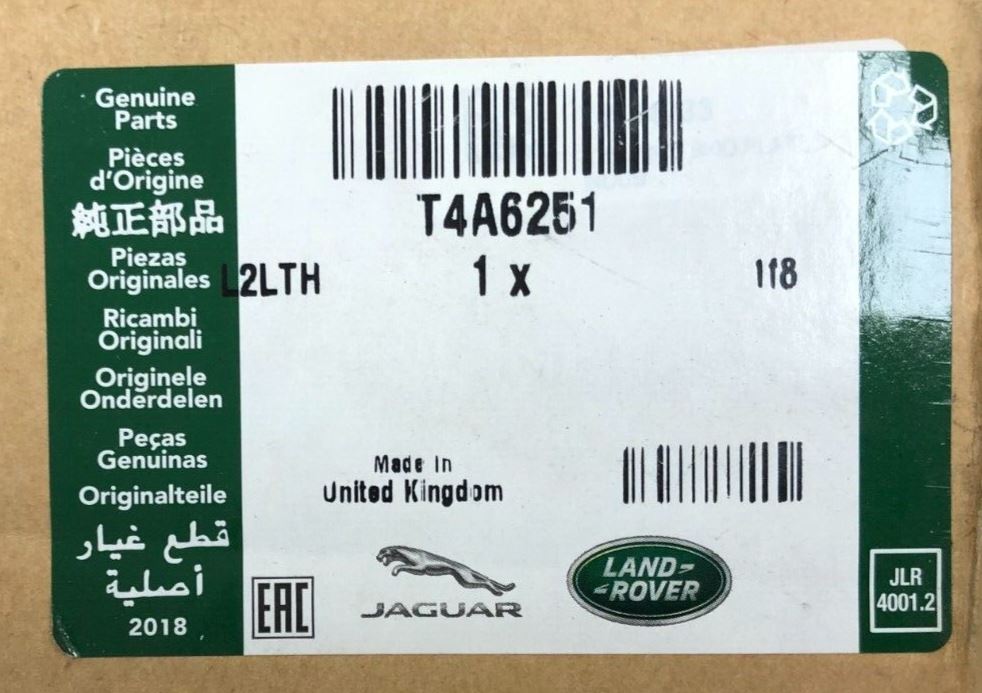 Genuine
Parts
Pièces
d'Origine
純正部品
Piezas
Originales
Ricambi
Originali
Originele
Onderdelen
Peças
Genuinas
Originalteile
قطع غيار
أصلية
2018
T4A6251
L2LTH 1 x 1f8
Made In
United Kingdom
EAC
JAGUAR
LAND-
-ROVER
JLR
4001.2